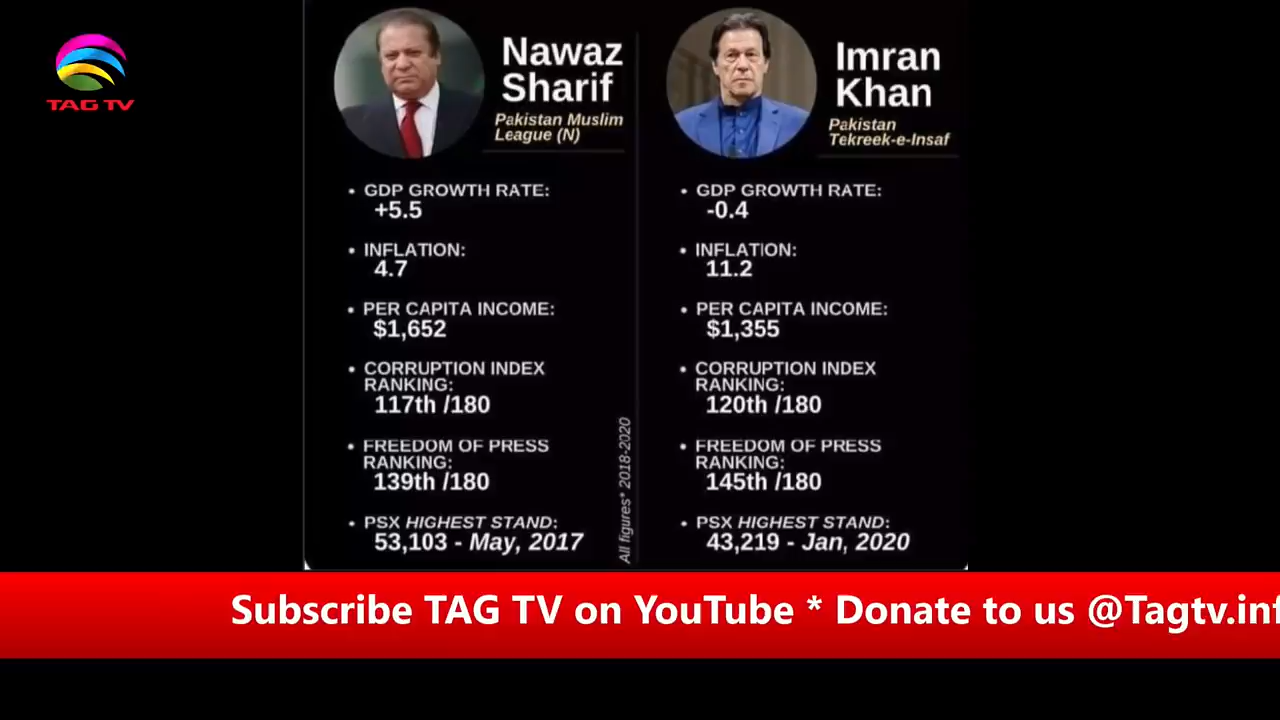 TAG TV
Nawaz
Sharif
Pakistan Muslim
League (N)
• GDP GROWTH RATE:
+5.5
• INFLATION:
4.7
• PER CAPITA INCOME:
$1,652
• CORRUPTION INDEX
RANKING:
117th /180
• FREEDOM OF PRESS
RANKING:
139th /180
• PSX HIGHEST STAND:
53,103 - May, 2017
All figures* 2018-2020
Imran
Khan
Pakistan
Tekreek-e-Insaf
• GDP GROWTH RATE:
-0.4
• INFLATION:
11.2
• PER CAPITA INCOME:
$1,355
• CORRUPTION INDEX
RANKING:
120th /180
• FREEDOM OF PRESS
RANKING:
145th /180
• PSX HIGHEST STAND:
43,219 - Jan, 2020
Subscribe TAG TV on YouTube * Donate to us @Tagtv.inf